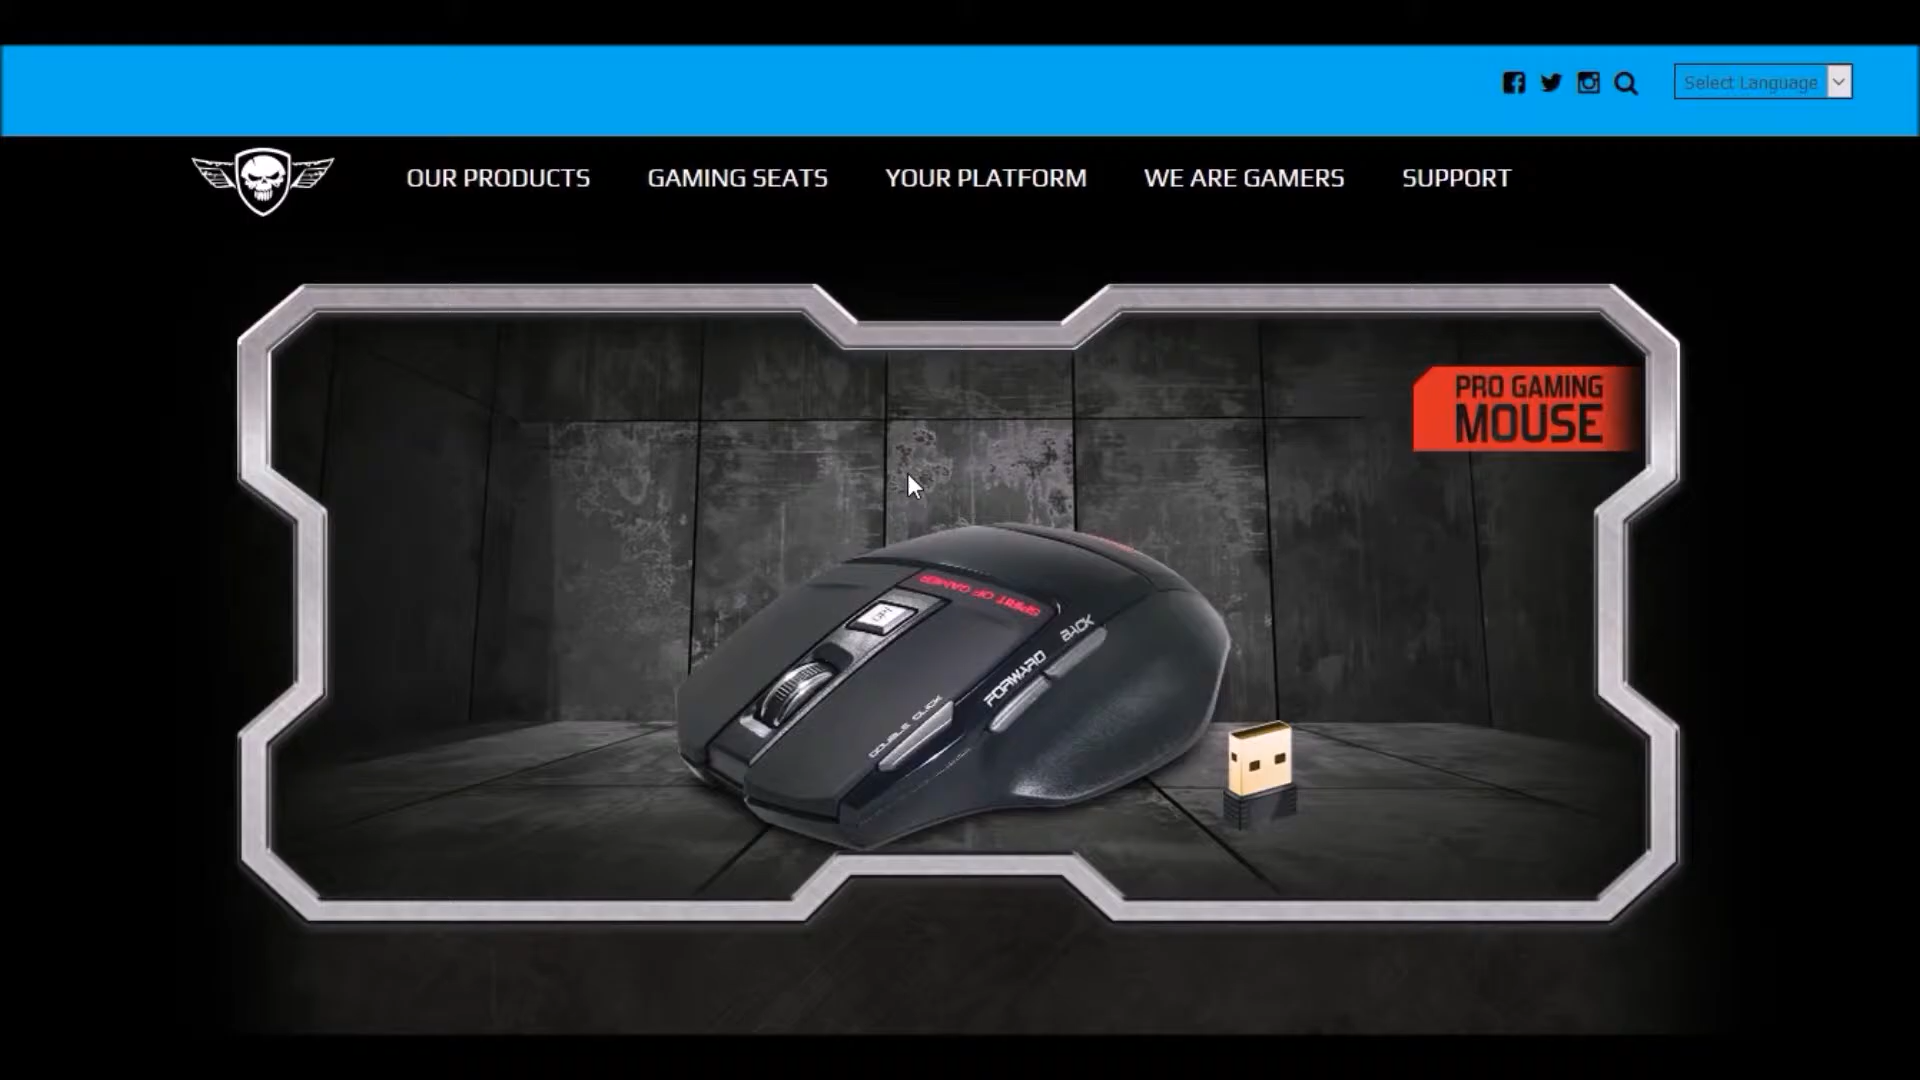 Select Language
OUR PRODUCTS
GAMING SEATS
YOUR PLATFORM
WE ARE GAMERS
SUPPORT
PRO GAMING
MOUSE
SPIRIT OF GAMER
BACK
FORWARD
DOUBLE CLICK